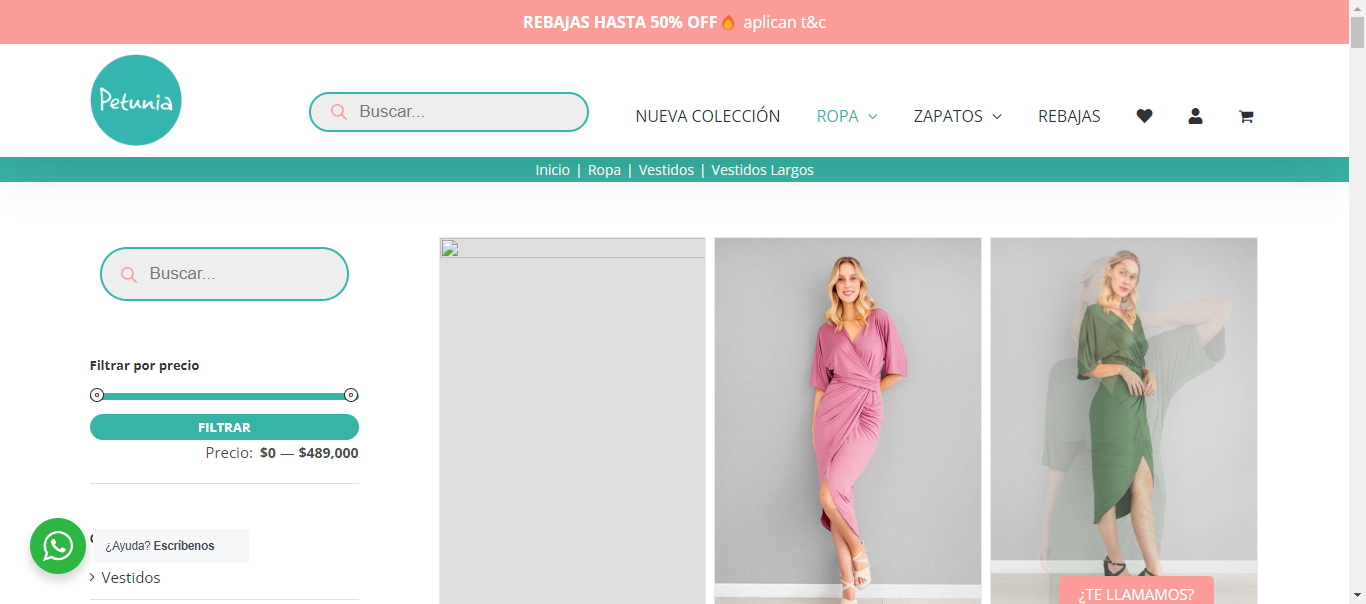 REBAJAS HASTA 50% OFF🔥 aplican t&c
Petunia
Buscar...
NUEVA COLECCIÓN
ROPA
ZAPATOS
REBAJAS
Inicio | Ropa | Vestidos | Vestidos Largos
Buscar...
Filtrar por precio
FILTRAR
Precio: $0 — $489,000
¿Ayuda? Escríbenos
Vestidos
¿TE LLAMAMOS?